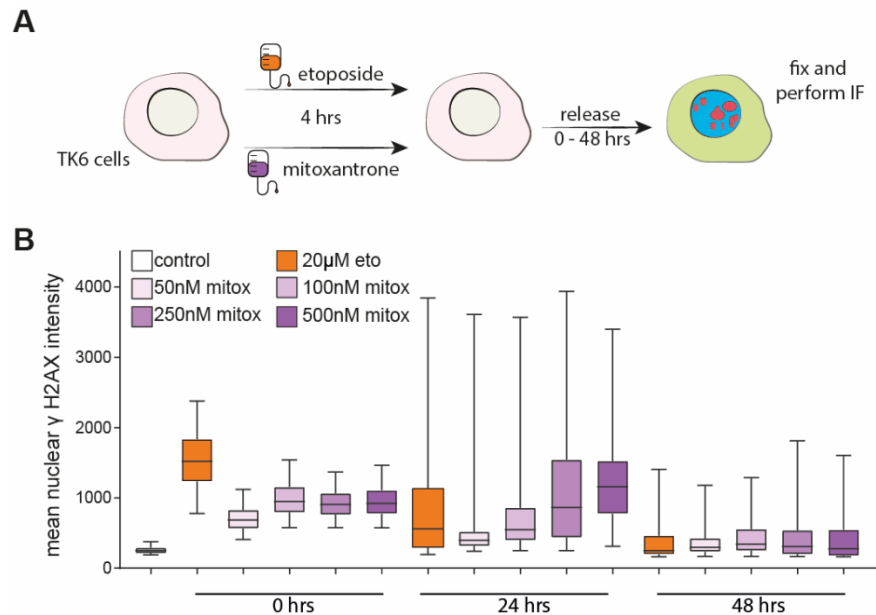 A
etoposide
4 hrs
mitoxantrone
TK6 cells
release
0 - 48 hrs
fix and
perform IF
B
mean nuclear γ H2AX intensity
4000
3000
2000
1000
0
control
20µM eto
50nM mitox
100nM mitox
250nM mitox
500nM mitox
0 hrs
24 hrs
48 hrs